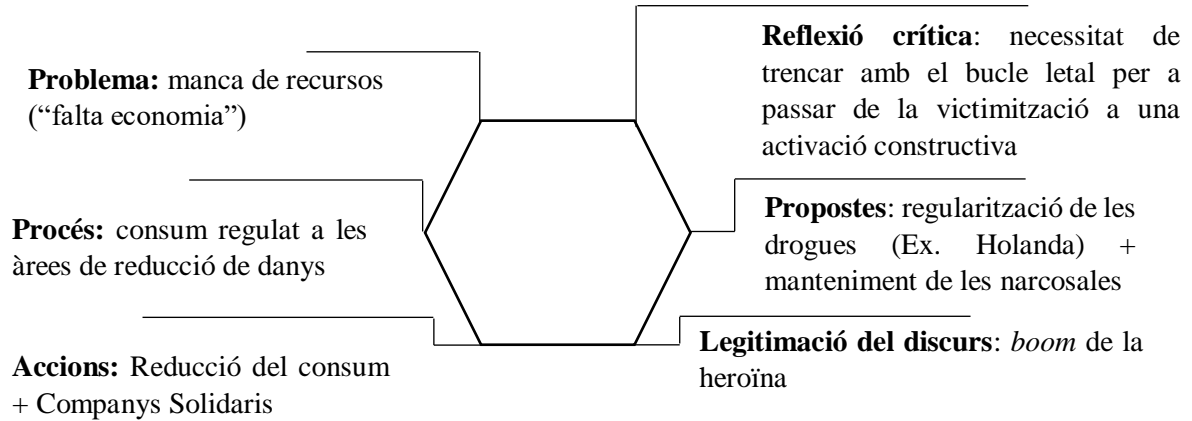 Problema: manca de recursos
(“falta economia”)
Procés: consum regulat a les
àrees de reducció de danys
Accions: Reducció del consum
+ Companys Solidaris
Reflexió crítica: necessitat de
trencar amb el bucle letal per a
passar de la victimització a una
activació constructiva
Propostes: regularització de les
drogues (Ex. Holanda) +
manteniment de les narcosales
Legitimació del discurs: boom de la
heroïna